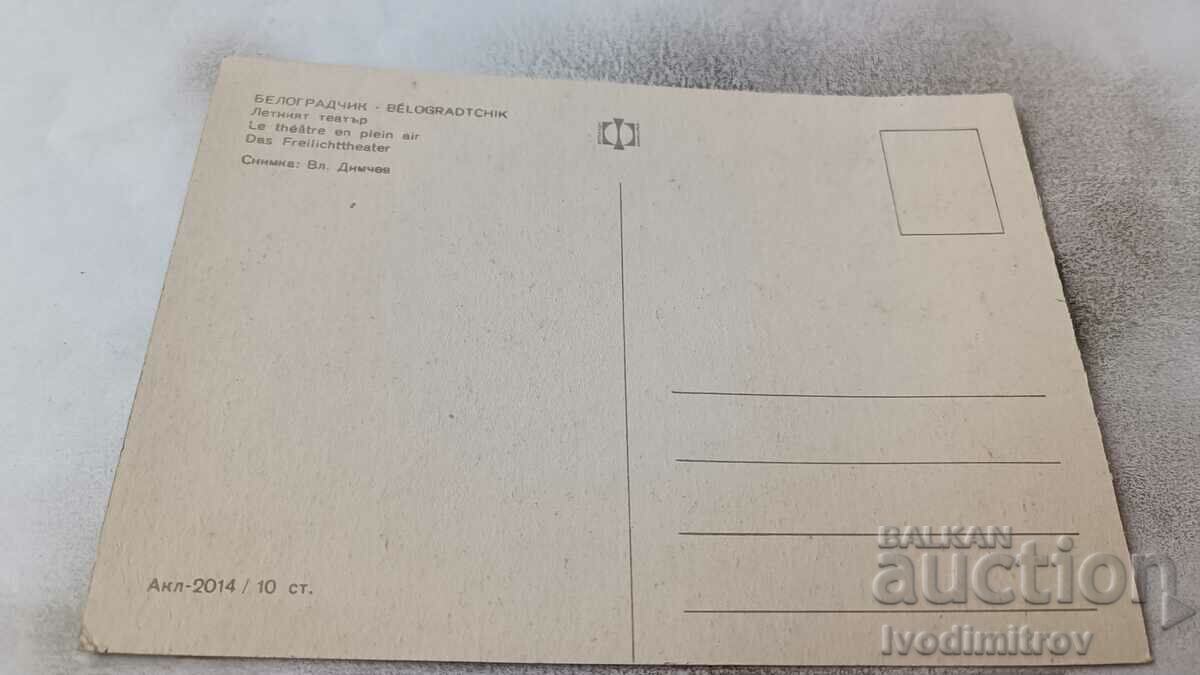 БЕЛОГРАДЧИК - BÉLOGRADTCHIK
Летният театър
Le théâtre en plein air
Das Freilichttheater
Снимка: Вл. Димчев
Акл-2014 / 10 ст.
BALKAN
auction
Ivodimitrov